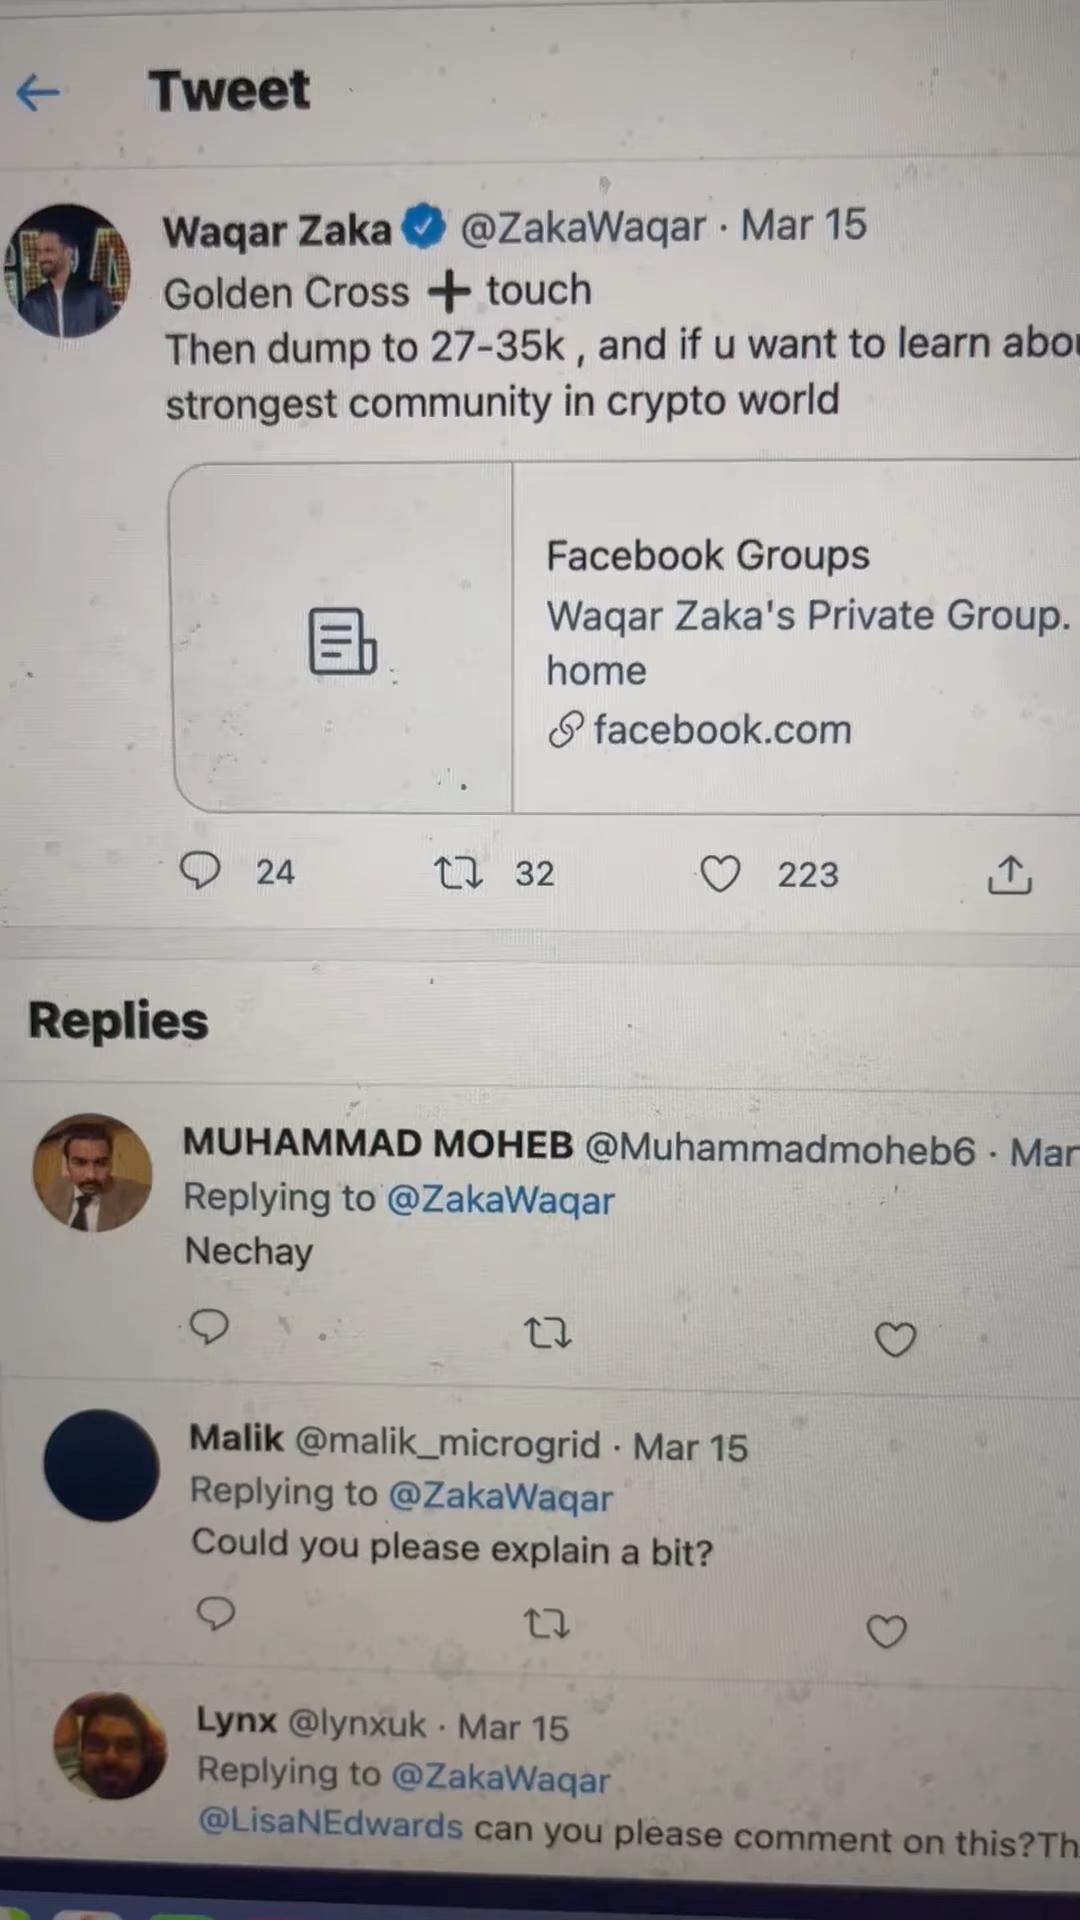 Tweet
Waqar Zaka @ZakaWaqar · Mar 15
Golden Cross ➕ touch
Then dump to 27-35k , and if u want to learn
strongest community in crypto world
Facebook Groups
Waqar Zaka's Private Group.
home
facebook.com
24 32 223
Replies
MUHAMMAD MOHEB @Muhammadmoheb6 · Mar
Replying to @ZakaWaqar
Nechay
Malik @malik_microgrid · Mar 15
Replying to @ZakaWaqar
Could you please explain a bit?
Lynx @lynxuk · Mar 15
Replying to @ZakaWaqar
@LisaNEdwards can you please comment on this?